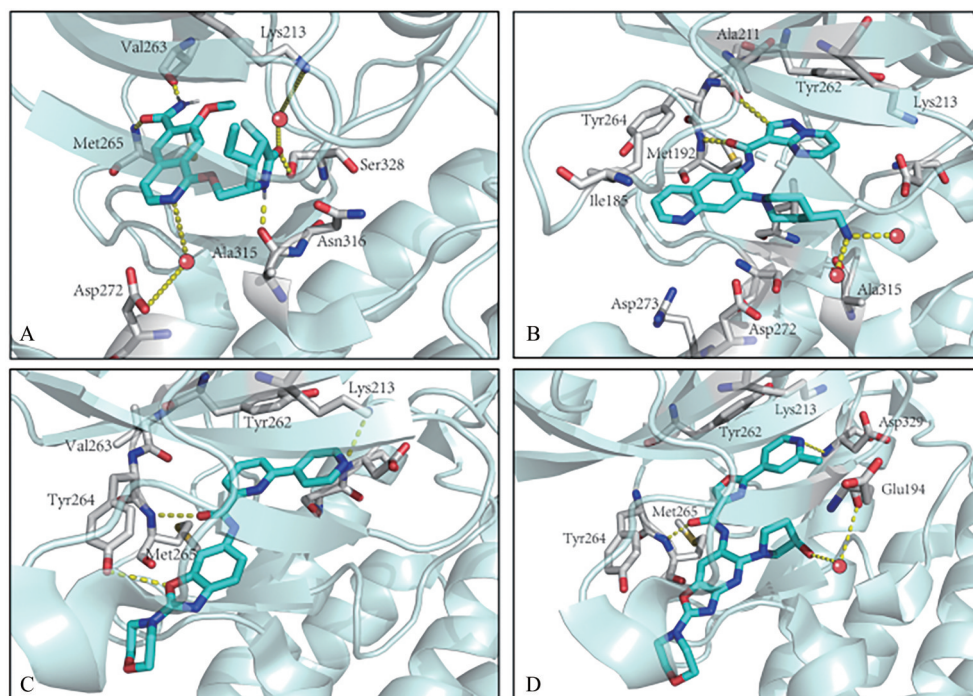 Lys213
Val263
Met265
Ser328
Asn316
Ala315
Asp272
A
Ala211
Tyr262
Lys213
Tyr264
Met192
Ile185
Ala315
Asp273
Asp272
B
Lys213
Tyr262
Val263
Tyr264
Met265
C
Lys213
Asp329
Tyr262
Glu194
Met265
Tyr264
D